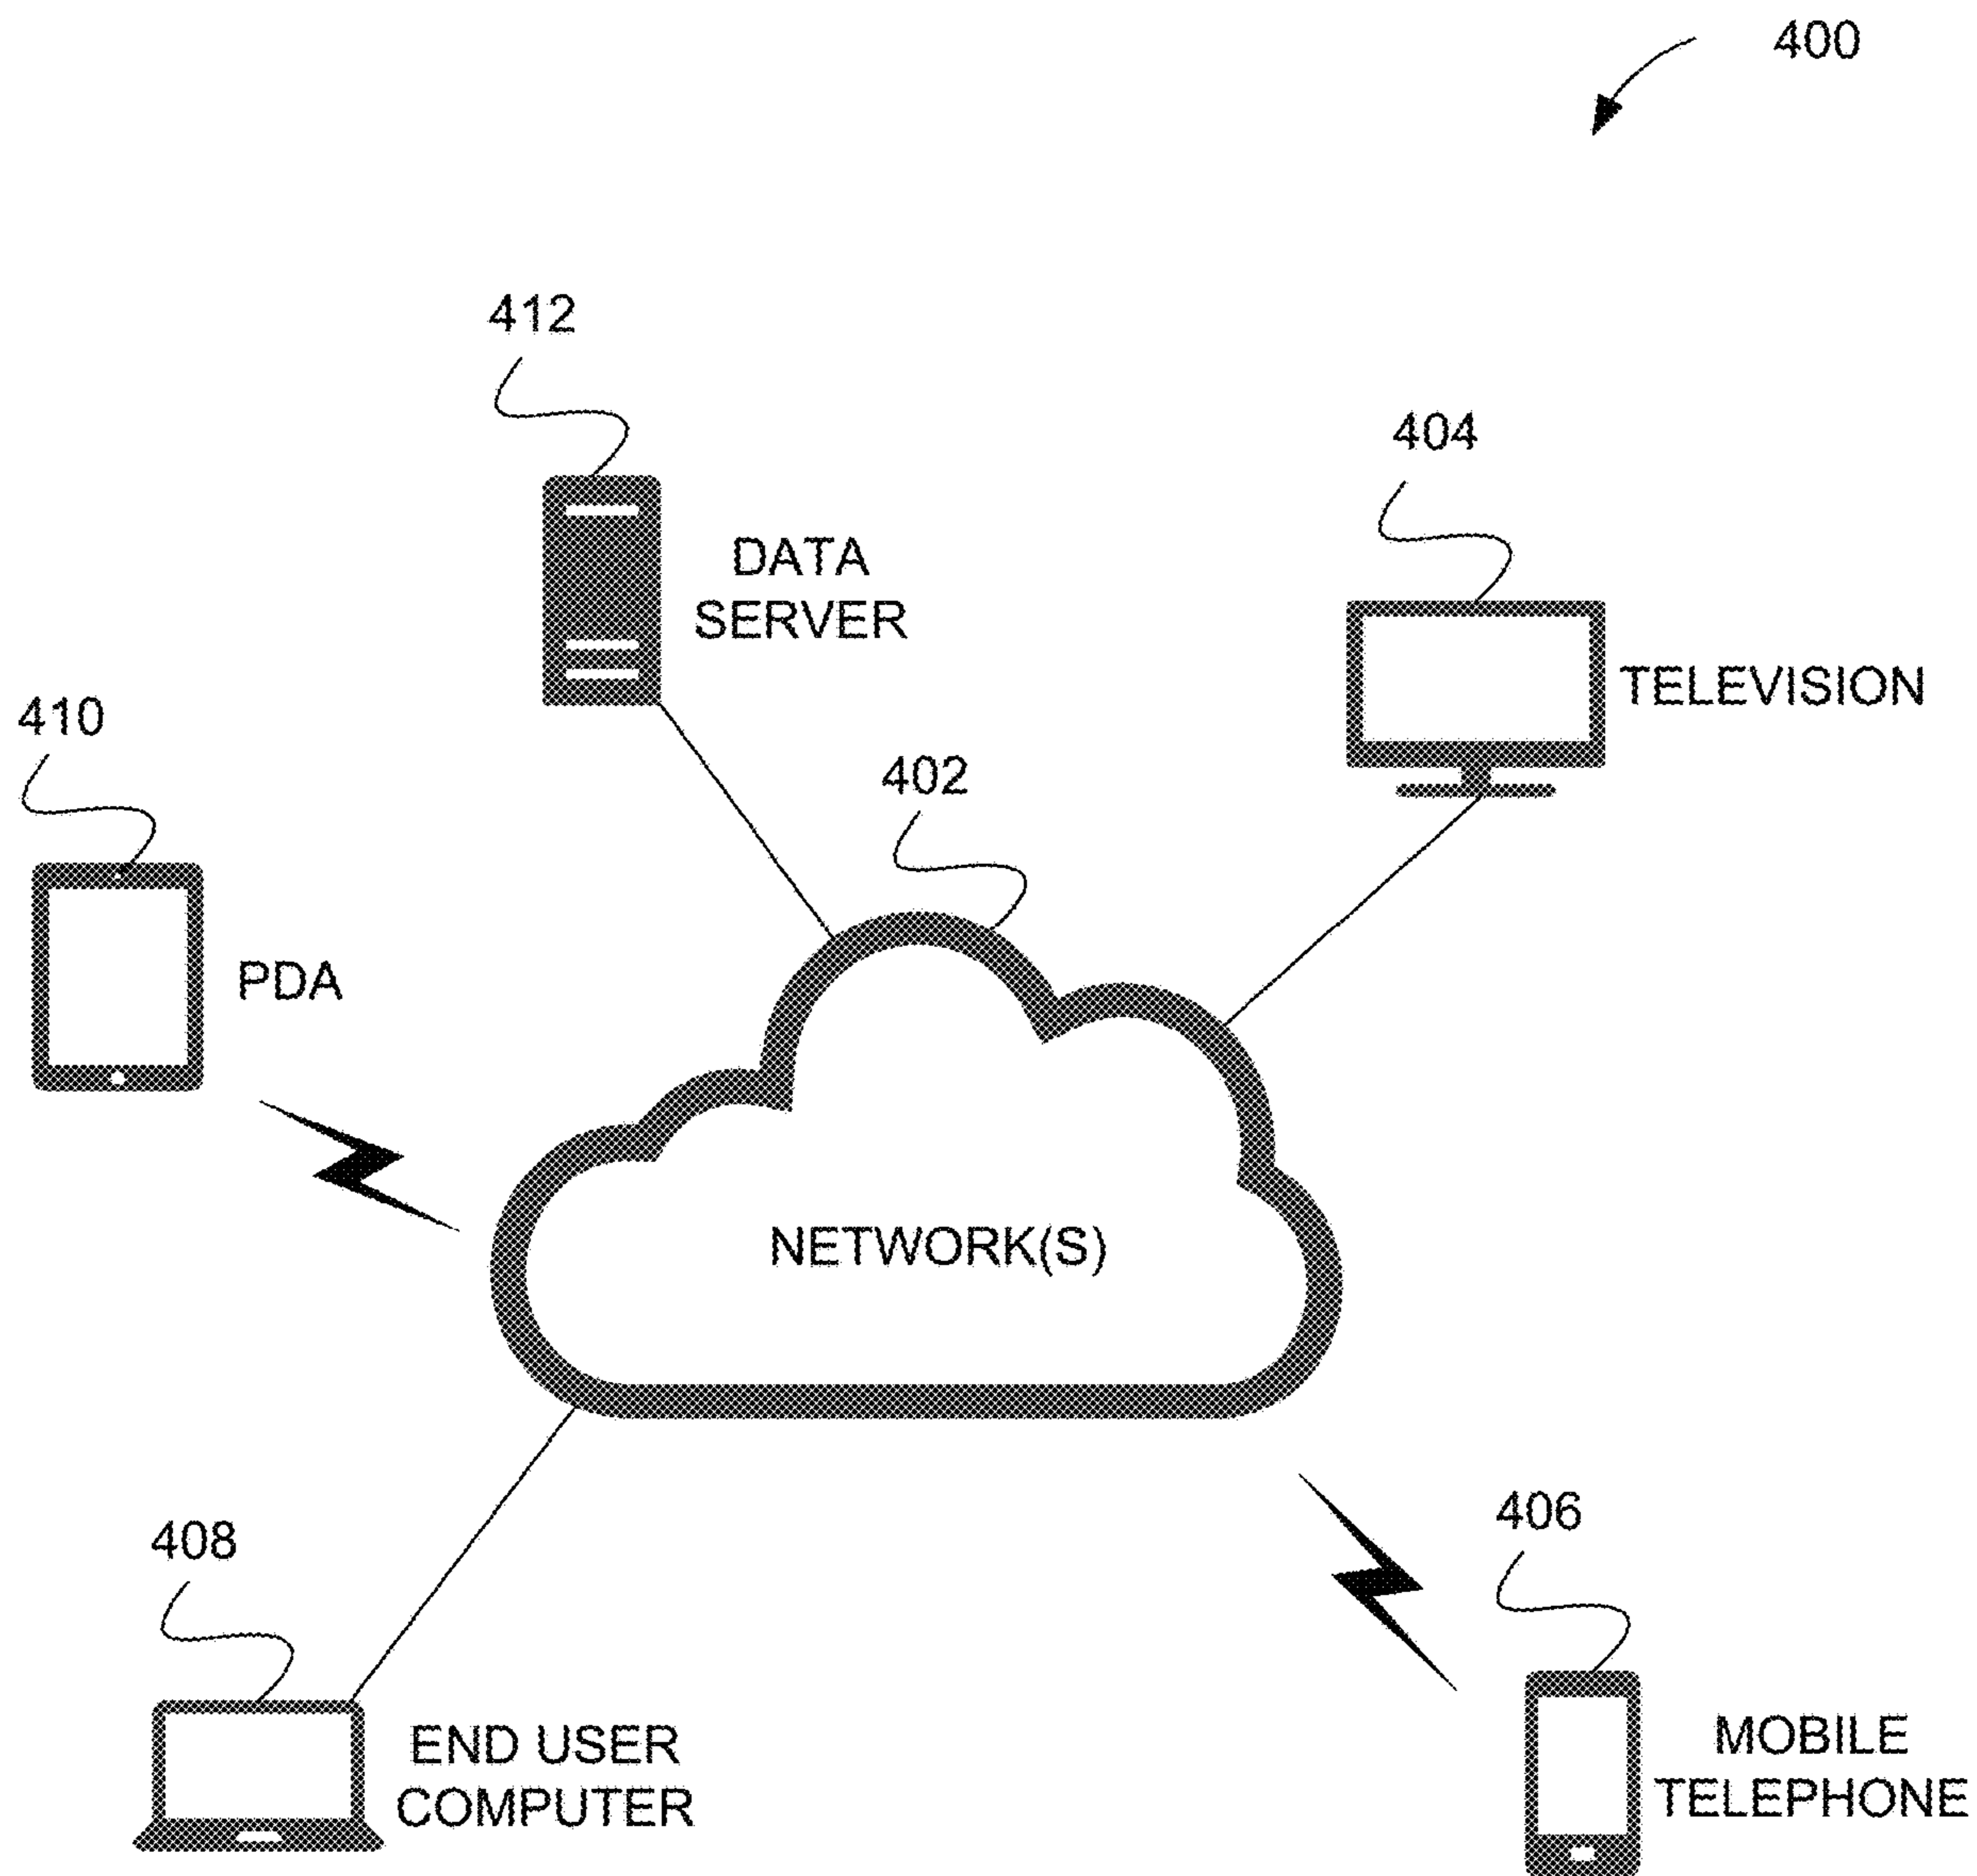 400
412
404
DATA
SERVER
TELEVISION
410
402
PDA
NETWORK(S)
408
406
END USER
COMPUTER
MOBILE
TELEPHONE